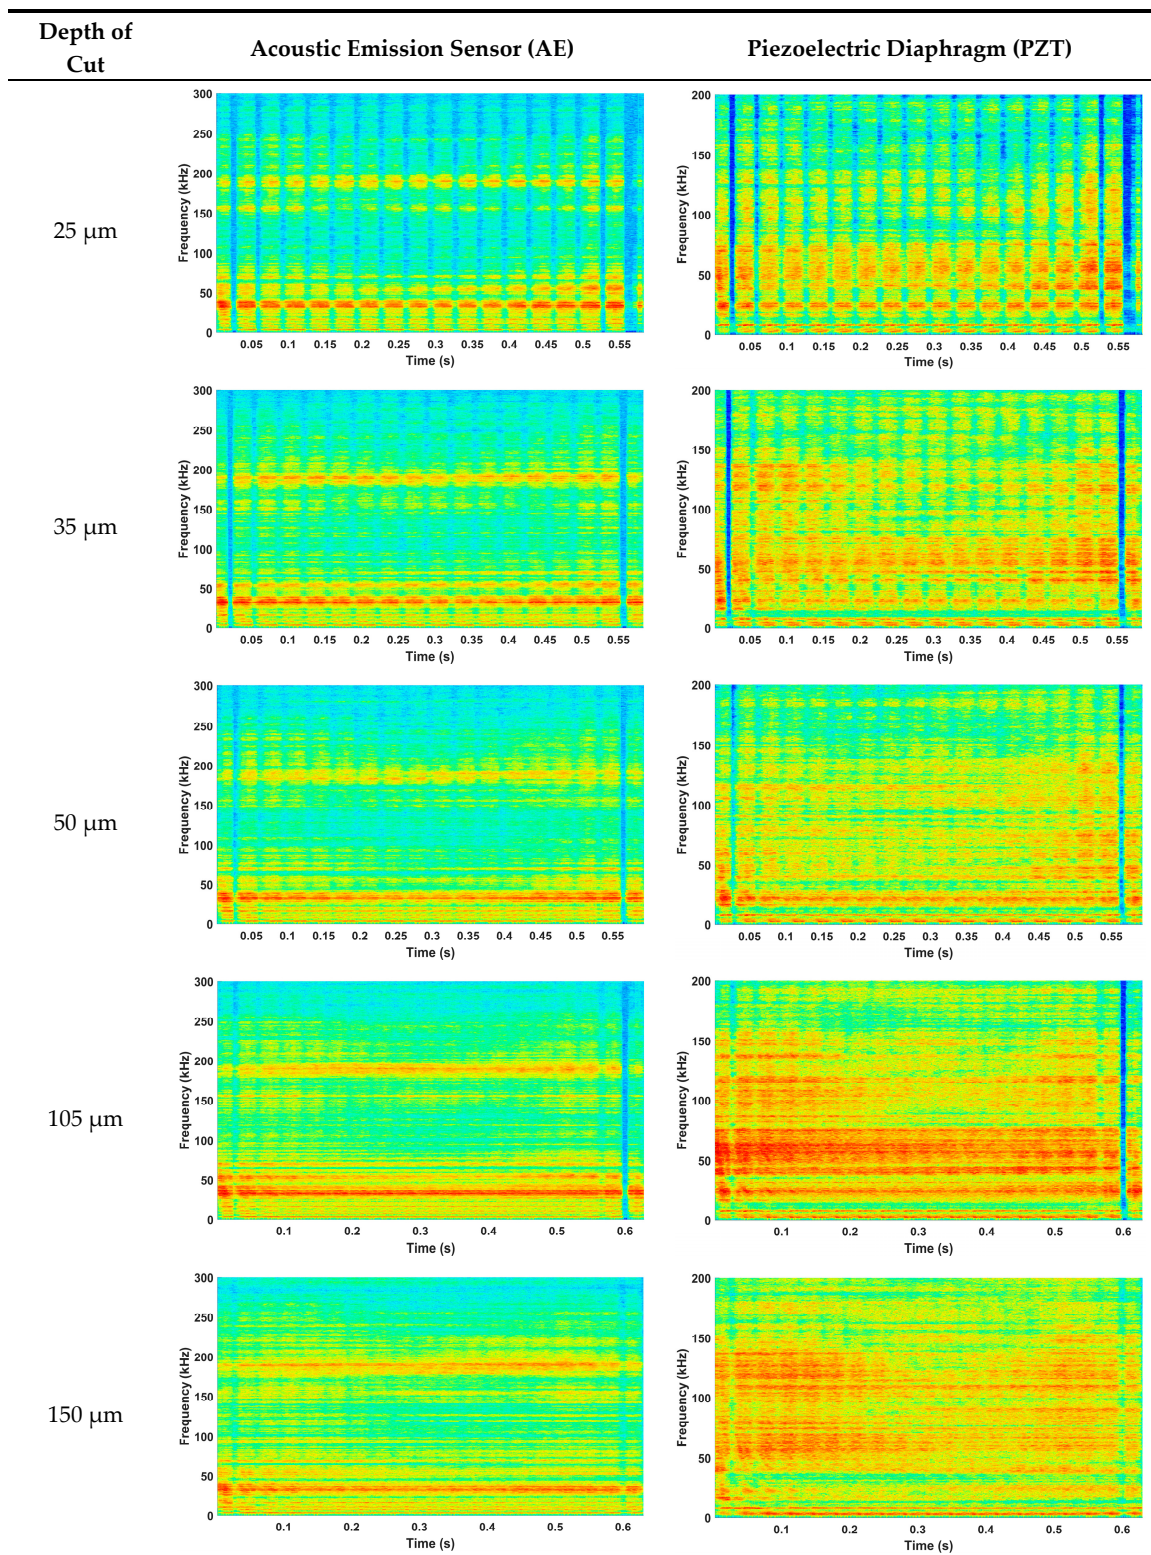 Depth of
Cut
Acoustic Emission Sensor (AE)
Piezoelectric Diaphragm (PZT)
25 μm
Frequency (kHz)
300
250
200
150
100
50
0
0.05 0.1 0.15 0.2 0.25 0.3 0.35 0.4 0.45 0.5 0.55
Time (s)
Frequency (kHz)
200
150
100
50
0
0.05 0.1 0.15 0.2 0.25 0.3 0.35 0.4 0.45 0.5 0.55
Time (s)
35 μm
Frequency (kHz)
300
250
200
150
100
50
0
0.05 0.1 0.15 0.2 0.25 0.3 0.35 0.4 0.45 0.5 0.55
Time (s)
Frequency (kHz)
200
150
100
50
0
0.05 0.1 0.15 0.2 0.25 0.3 0.35 0.4 0.45 0.5 0.55
Time (s)
50 μm
Frequency (kHz)
300
250
200
150
100
50
0
0.05 0.1 0.15 0.2 0.25 0.3 0.35 0.4 0.45 0.5 0.55
Time (s)
Frequency (kHz)
200
150
100
50
0
0.05 0.1 0.15 0.2 0.25 0.3 0.35 0.4 0.45 0.5 0.55
Time (s)
105 μm
Frequency (kHz)
300
250
200
150
100
50
0
0.1 0.2 0.3 0.4 0.5 0.6
Time (s)
Frequency (kHz)
200
150
100
50
0
0.1 0.2 0.3 0.4 0.5 0.6
Time (s)
150 μm
Frequency (kHz)
300
250
200
150
100
50
0
0.1 0.2 0.3 0.4 0.5 0.6
Time (s)
Frequency (kHz)
200
150
100
50
0
0.1 0.2 0.3 0.4 0.5 0.6
Time (s)